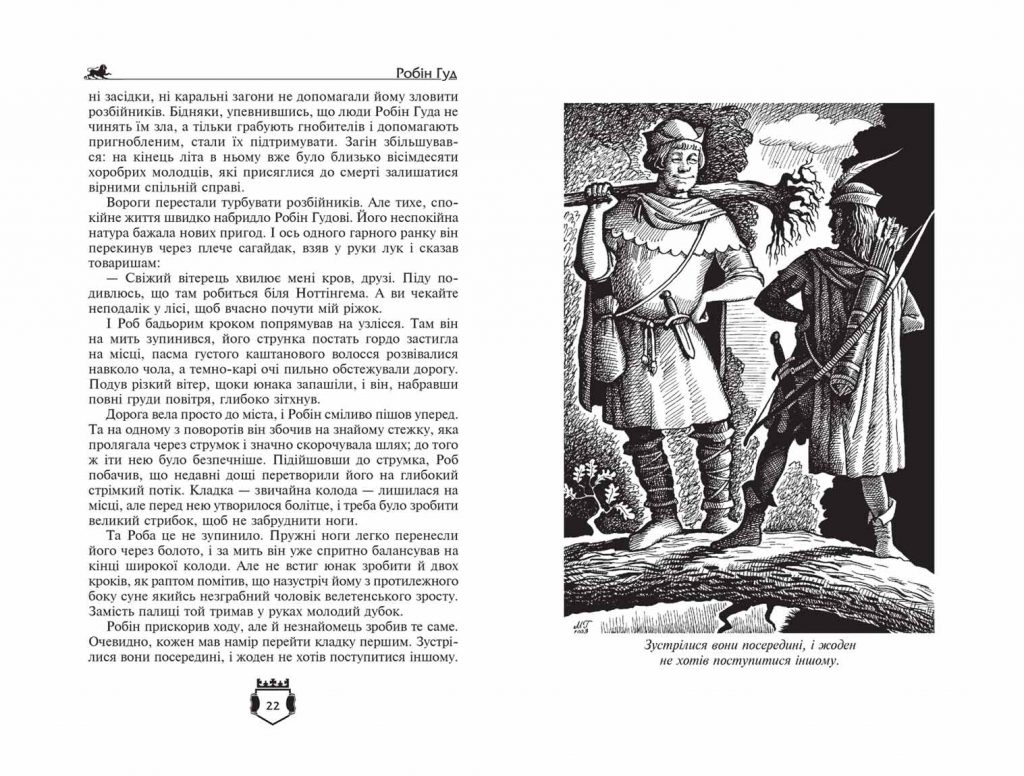 Робін Гуд
ні засідки, ні каральні загони не допомагали йому зловити
розбійників. Бідняки, упевнившись, що люди Робін Гуда не
чинять їм зла, а тільки грабують гнобителів і допомагають
пригнобленим, стали їх підтримувати. Загін збільшував-
ся: на кінець літа в ньому вже було близько вісімдесяти
хоробрих молодців, які присяглися до смерті залишатися
вірними спільній справі.
Вороги перестали турбувати розбійників. Але тихе, спо-
кійне життя швидко набридло Робін Гудові. Його неспокійна
натура бажала нових пригод. І ось одного гарного ранку він
перекинув через плече сагайдак, взяв у руки лук і сказав
товаришам:
— Свіжий вітерець хвилює мені кров, друзі. Піду по-
дивлюсь, що там робиться біля Ноттінгема. А ви чекайте
неподалік у лісі, щоб вчасно почути мій ріжок.
І Роб бадьорим кроком попрямував на узлісся. Там він
на мить зупинився, його струнка постать гордо застигла
на місці, пасма густого каштанового волосся розвівалися
навколо чола, а темно-карі очі пильно обстежували дорогу.
Подув різкий вітер, щоки юнака запашіли, і він, набравши
повні груди повітря, глибоко зітхнув.
Дорога вела просто до міста, і Робін сміливо пішов уперед.
Та на одному з поворотів він збочив на знайому стежку, яка
пролягала через струмок і значно скорочувала шлях; до того
ж іти нею було безпечніше. Підійшовши до струмка, Роб
побачив, що недавні дощі перетворили його на глибокий
стрімкий потік. Кладка — звичайна колода — лишилася на
місці, але перед нею утворилося болітце, і треба було зробити
великий стрибок, щоб не забруднити ноги.
Та Роба це не зупинило. Пружні ноги легко перенесли
його через болото, і за мить він уже спритно балансував на
кінці широкої колоди. Але не встиг юнак зробити й двох
кроків, як раптом помітив, що назустріч йому з протилежного
боку суне якийсь незграбний чоловік велетенського зросту.
Замість палиці той тримав у руках молодий дубок.
Робін прискорив ходу, але й незнайомець зробив те саме.
Очевидно, кожен мав намір перейти кладку першим. Зустрі-
лися вони посередині, і жоден не хотів поступитися іншому.
22
Зустрілися вони посередині, і жоден
не хотів поступитися іншому.